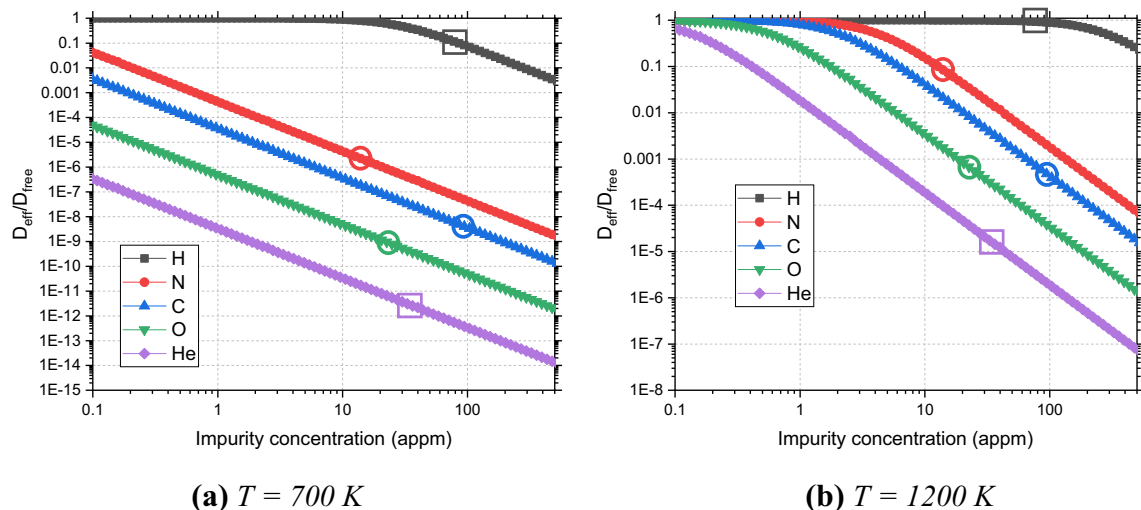 1
0.1
0.01
0.001
1E-4
1E-5
1E-6
1E-7
1E-8
1E-9
1E-10
1E-11
1E-12
1E-13
1E-14
1E-15
D_eff/D_free
H
N
C
O
He
0.1 1 10 100
Impurity concentration (appm)
(a) T = 700 K
1
0.1
0.01
0.001
1E-4
1E-5
1E-6
1E-7
1E-8
D_eff/D_free
H
N
C
O
He
0.1 1 10 100
Impurity concentration (appm)
(b) T = 1200 K